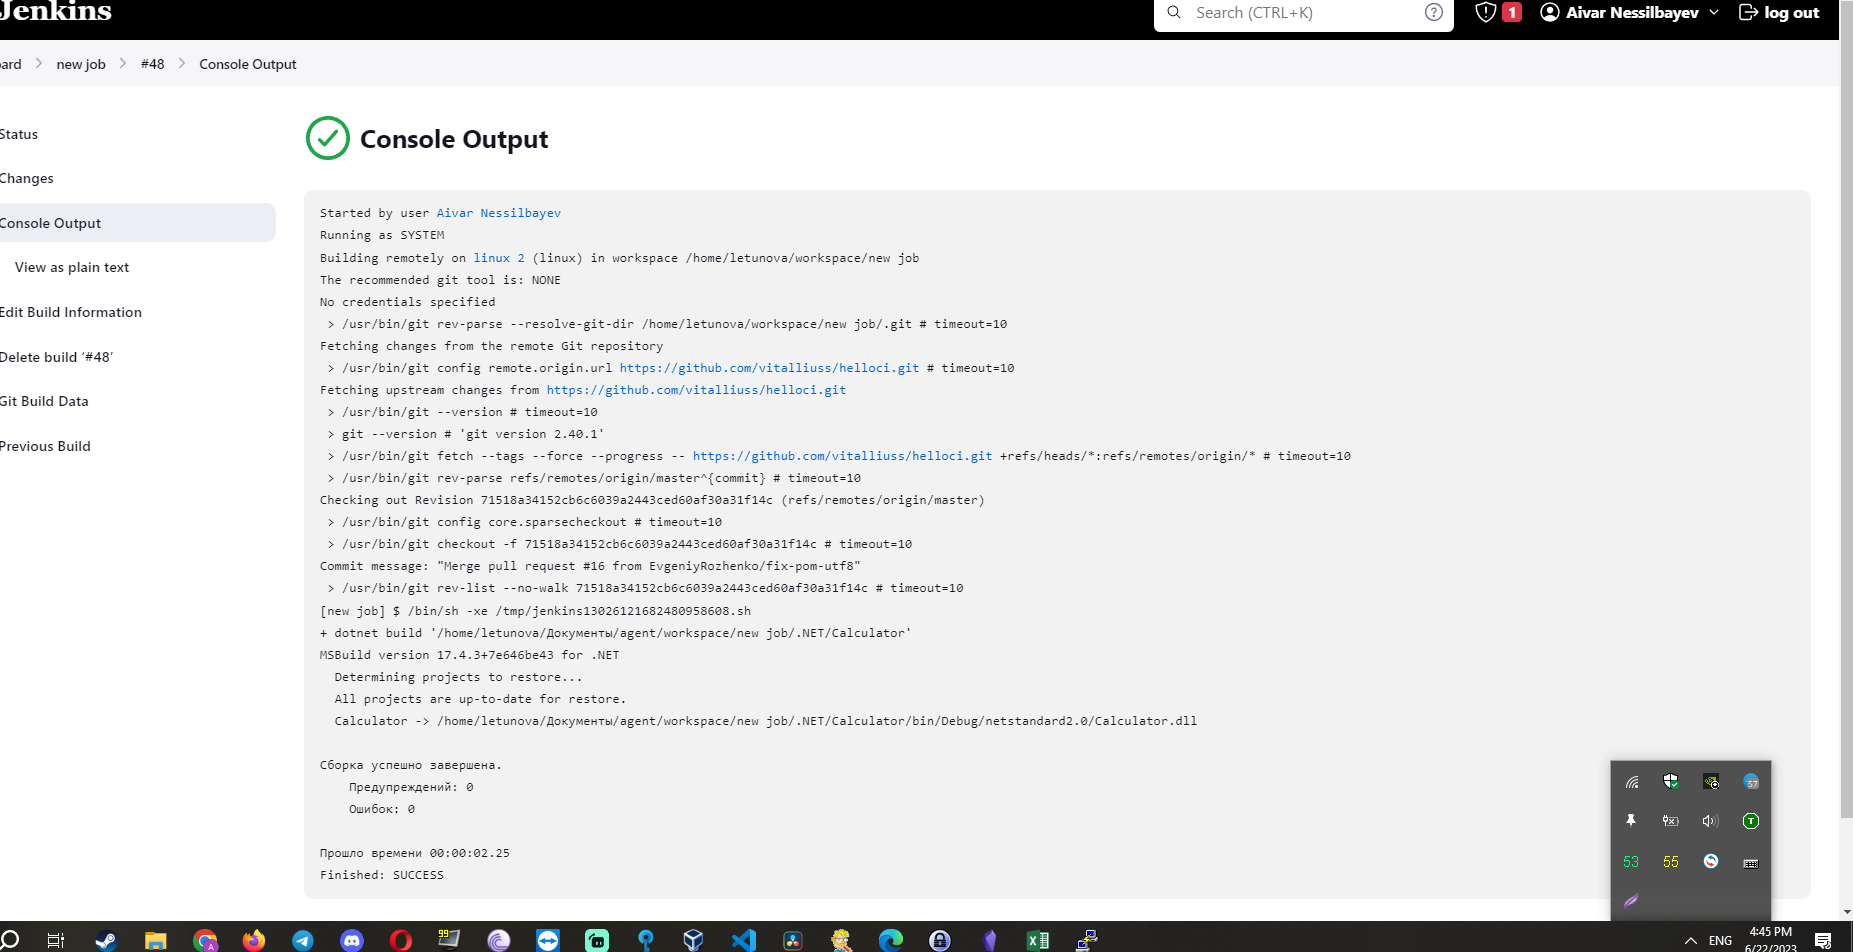 Jenkins
Search (CTRL+K)
1
Aivar Nessilbayev
log out
ard
new job
#48
Console Output
Status
Changes
Console Output
View as plain text
Edit Build Information
Delete build ‘#48’
Git Build Data
Previous Build
Console Output
Started by user Aivar Nessilbayev
Running as SYSTEM
Building remotely on linux 2 (linux) in workspace /home/letunova/workspace/new job
The recommended git tool is: NONE
No credentials specified
 > /usr/bin/git rev-parse --resolve-git-dir /home/letunova/workspace/new job/.git # timeout=10
Fetching changes from the remote Git repository
 > /usr/bin/git config remote.origin.url https://github.com/vitalliuss/helloci.git # timeout=10
Fetching upstream changes from https://github.com/vitalliuss/helloci.git
 > /usr/bin/git --version # timeout=10
 > git --version # 'git version 2.40.1'
 > /usr/bin/git fetch --tags --force --progress -- https://github.com/vitalliuss/helloci.git +refs/heads/*:refs/remotes/origin/* # timeout=10
 > /usr/bin/git rev-parse refs/remotes/origin/master^{commit} # timeout=10
Checking out Revision 71518a34152cb6c6039a2443ced60af30a31f14c (refs/remotes/origin/master)
 > /usr/bin/git config core.sparsecheckout # timeout=10
 > /usr/bin/git checkout -f 71518a34152cb6c6039a2443ced60af30a31f14c # timeout=10
Commit message: "Merge pull request #16 from EvgeniyRozhenko/fix-pom-utf8"
 > /usr/bin/git rev-list --no-walk 71518a34152cb6c6039a2443ced60af30a31f14c # timeout=10
[new job] $ /bin/sh -xe /tmp/jenkins13026121682480958608.sh
+ dotnet build '/home/letunova/Документы/agent/workspace/new job/.NET/Calculator'
MSBuild version 17.4.3+7e646be43 for .NET
  Determining projects to restore...
  All projects are up-to-date for restore.
  Calculator -> /home/letunova/Документы/agent/workspace/new job/.NET/Calculator/bin/Debug/netstandard2.0/Calculator.dll
Сборка успешно завершена.
    Предупреждений: 0
    Ошибок: 0
Прошло времени 00:00:02.25
Finished: SUCCESS
57
T
53
55
99
A
ENG
4:45 PM
6/22/2023